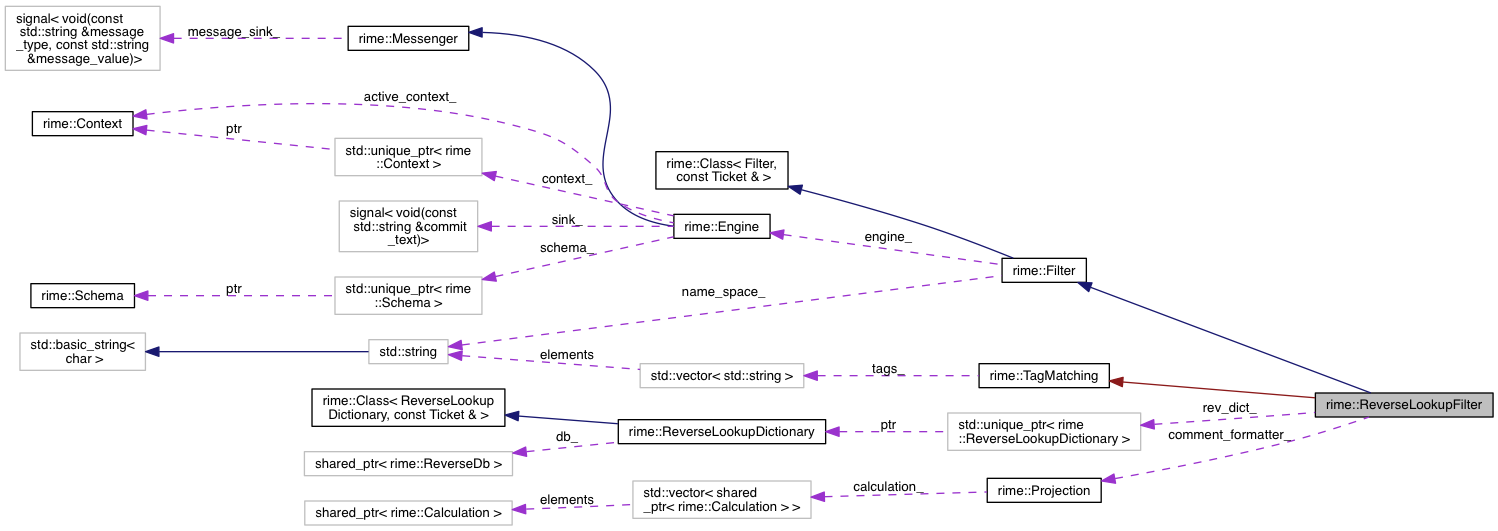 signal< void(const
std::string &message
_type, const std::string
&message_value)>
message_sink_
rime::Messenger
active_context_
rime::Context
ptr
std::unique_ptr< rime
::Context >
context_
rime::Class< Filter,
const Ticket & >
signal< void(const
std::string &commit
_text)>
sink_
rime::Engine
engine_
schema_
rime::Filter
rime::Schema
ptr
std::unique_ptr< rime
::Schema >
name_space_
std::basic_string<
char >
std::string
elements
std::vector< std::string >
tags_
rime::TagMatching
rime::ReverseLookupFilter
rime::Class< ReverseLookup
Dictionary, const Ticket & >
rime::ReverseLookupDictionary
ptr
std::unique_ptr< rime
::ReverseLookupDictionary >
rev_dict_
comment_formatter_
db_
shared_ptr< rime::ReverseDb >
calculation_
rime::Projection
std::vector< shared
_ptr< rime::Calculation > >
elements
shared_ptr< rime::Calculation >